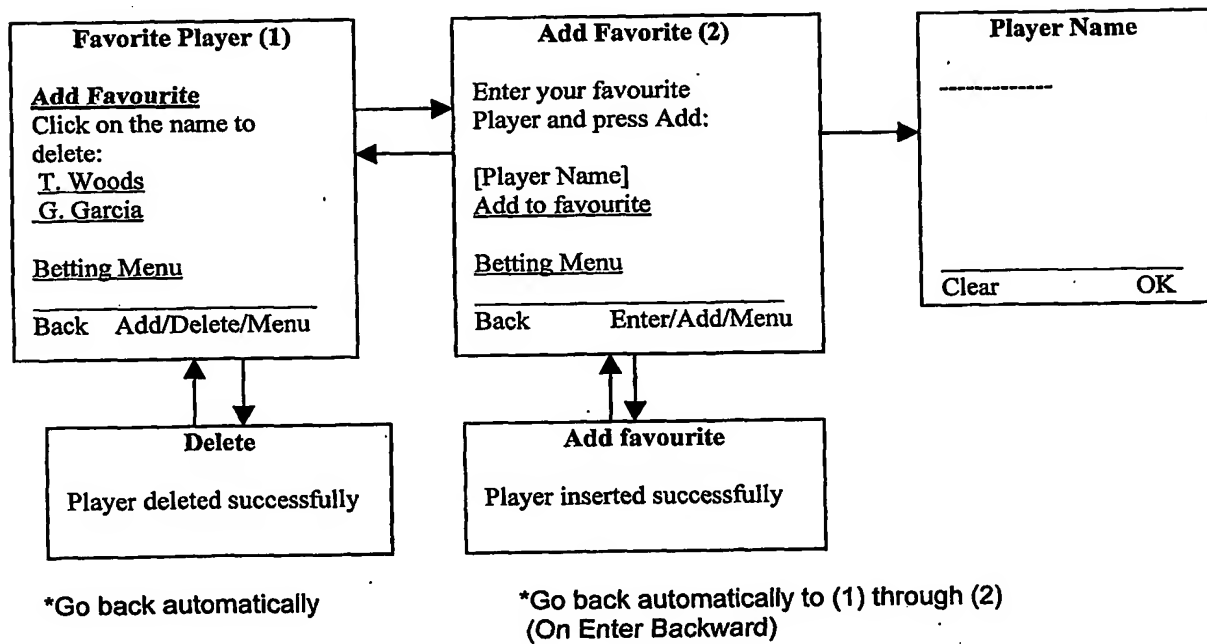 Favorite Player (1)
Add Favourite
Click on the name to
delete:
T. Woods
G. Garcia
Betting Menu
Back Add/Delete/Menu
Add Favorite (2)
Enter your favourite
Player and press Add:
[Player Name]
Add to favourite
Betting Menu
Back Enter/Add/Menu
Player Name
-------------
Clear OK
Delete
Player deleted successfully
Add favourite
Player inserted successfully
*Go back automatically
*Go back automatically to (1) through (2)
(On Enter Backward)